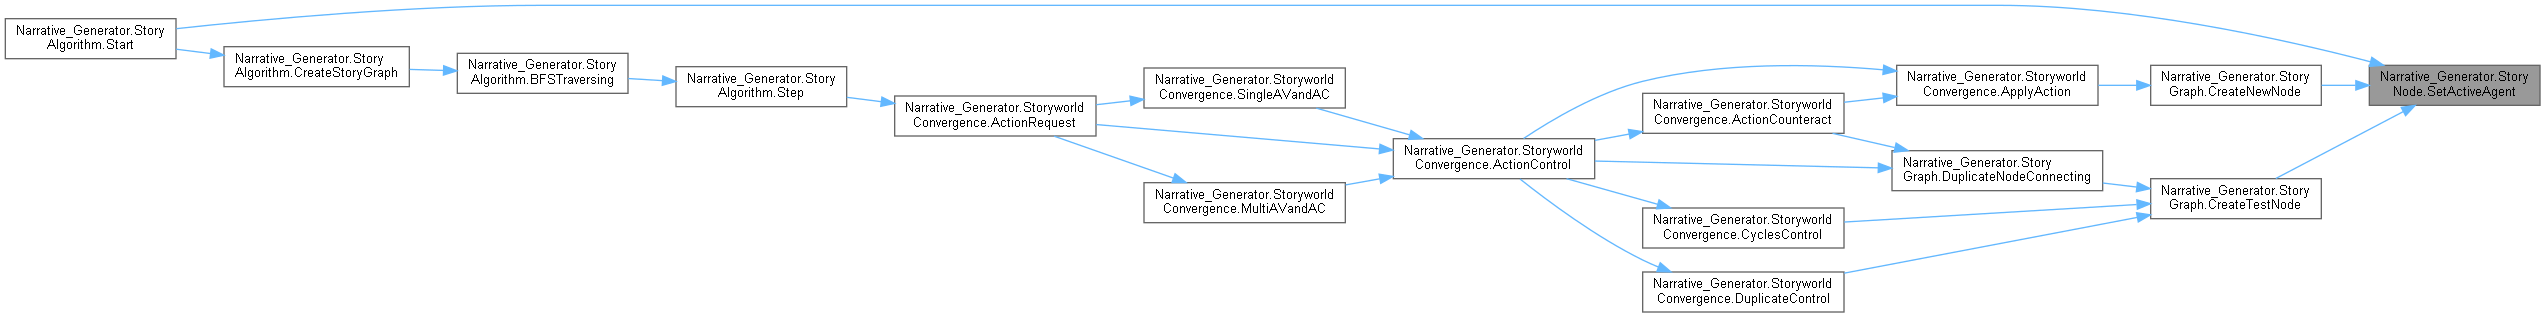 Narrative_Generator.Story
Algorithm.Start
Narrative_Generator.Story
Algorithm.CreateStoryGraph
Narrative_Generator.Story
Algorithm.BFSTraversing
Narrative_Generator.Story
Algorithm.Step
Narrative_Generator.Storyworld
Convergence.ActionRequest
Narrative_Generator.Storyworld
Convergence.SingleAVandAC
Narrative_Generator.Storyworld
Convergence.MultiAVandAC
Narrative_Generator.Storyworld
Convergence.ActionControl
Narrative_Generator.Storyworld
Convergence.ActionCounteract
Narrative_Generator.Storyworld
Convergence.CyclesControl
Narrative_Generator.Storyworld
Convergence.DuplicateControl
Narrative_Generator.Storyworld
Convergence.ApplyAction
Narrative_Generator.Story
Graph.DuplicateNodeConnecting
Narrative_Generator.Story
Graph.CreateNewNode
Narrative_Generator.Story
Graph.CreateTestNode
Narrative_Generator.Story
Node.SetActiveAgent